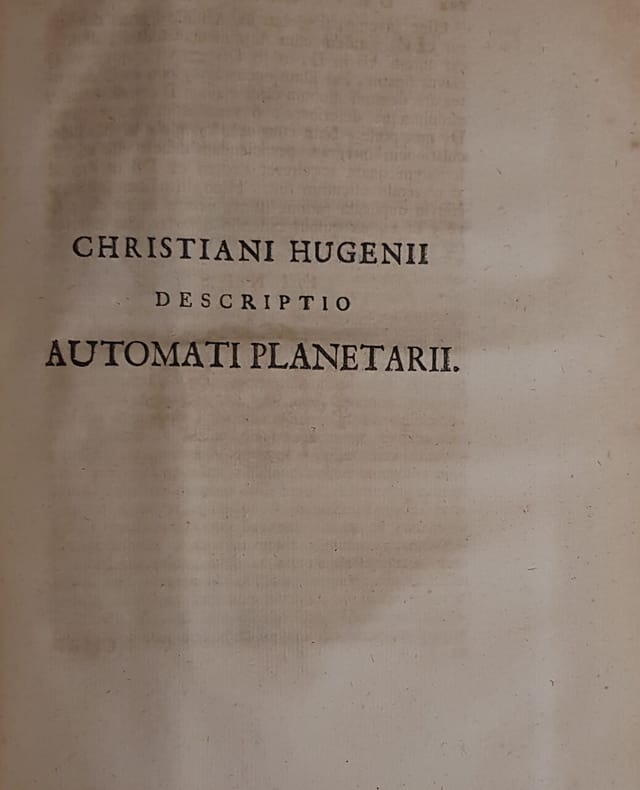 CHRISTIANI HUGENII
DESCRIPTIO
AUTOMATI PLANETARII.